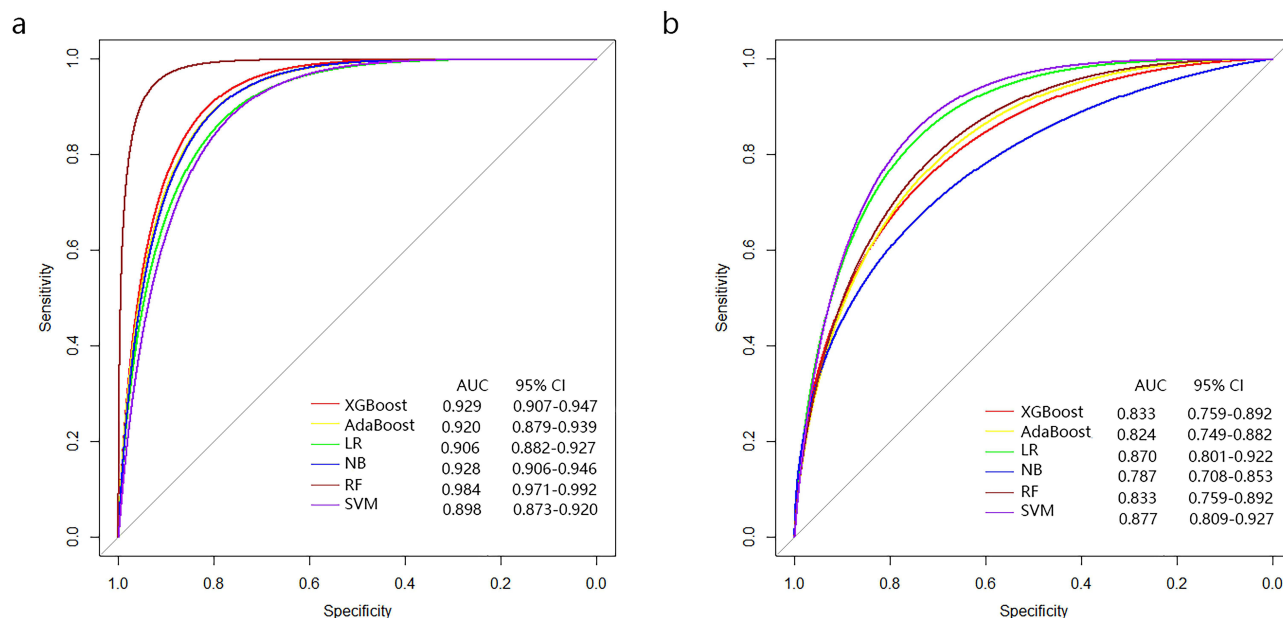 a
1.0
0.8
0.6
0.4
0.2
0.0
Sensitivity
AUC 95% CI
XGBoost 0.929 0.907-0.947
AdaBoost 0.920 0.879-0.939
LR 0.906 0.882-0.927
NB 0.928 0.906-0.946
RF 0.984 0.971-0.992
SVM 0.898 0.873-0.920
1.0 0.8 0.6 0.4 0.2 0.0
Specificity
b
1.0
0.8
0.6
0.4
0.2
0.0
Sensitivity
AUC 95% CI
XGBoost 0.833 0.759-0.892
AdaBoost 0.824 0.749-0.882
LR 0.870 0.801-0.922
NB 0.787 0.708-0.853
RF 0.833 0.759-0.892
SVM 0.877 0.809-0.927
1.0 0.8 0.6 0.4 0.2 0.0
Specificity